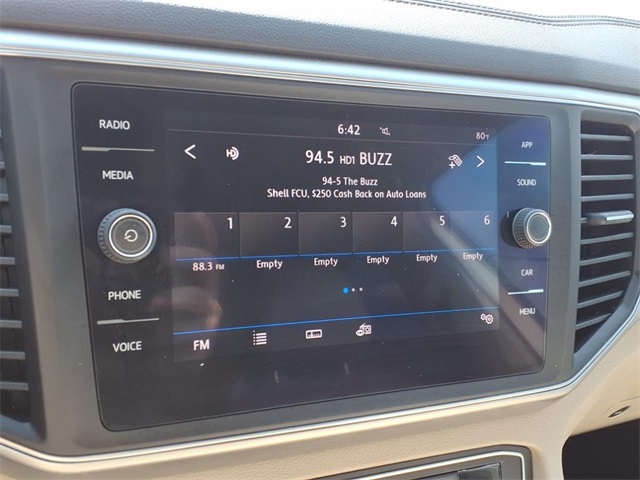 RADIO
MEDIA
PHONE
VOICE
6:42
80°F
94.5 HD1 BUZZ
94-5 The Buzz
Shell FCU, $250 Cash Back on Auto Loans
1 2 3 4 5 6
88.3 FM Empty Empty Empty Empty Empty
FM
APP
SOUND
CAR
MENU